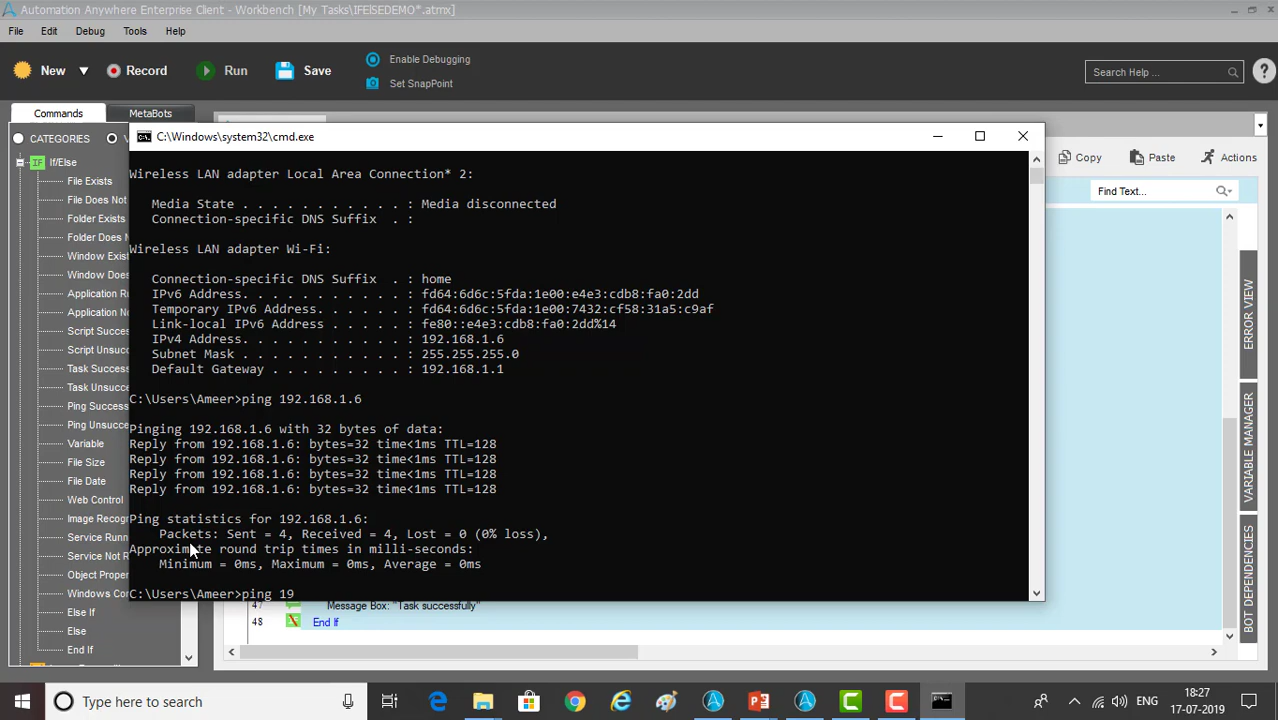 Automation Anywhere Enterprise Client - Workbench [My Tasks\IFElSEDEMO*.atmx]
File Edit Debug Tools Help
New Record Run Save
Enable Debugging
Set SnapPoint
Search Help ...
Commands MetaBots
CATEGORIES
C:\Windows\system32\cmd.exe
Copy Paste Actions
Find Text...
If/Else
File Exists
File Does Not
Folder Exists
Folder Does N
Window Exist
Window Does
Application Ru
Application N
Script Succes
Script Unsucc
Task Success
Task Unsucce
Ping Success
Ping Unsucce
Variable
File Size
File Date
Web Control
Image Recog
Service Runn
Service Not R
Object Proper
Windows Con
Else If
Else
End If
Wireless LAN adapter Local Area Connection* 2:
Media State . . . . . . . . . . . : Media disconnected
Connection-specific DNS Suffix . :
Wireless LAN adapter Wi-Fi:
Connection-specific DNS Suffix . : home
IPv6 Address. . . . . . . . . . . : fd64:6d6c:5fda:1e00:e4e3:cdb8:fa0:2dd
Temporary IPv6 Address. . . . . . : fd64:6d6c:5fda:1e00:7432:cf58:31a5:c9af
Link-local IPv6 Address . . . . . : fe80::e4e3:cdb8:fa0:2dd%14
IPv4 Address. . . . . . . . . . . : 192.168.1.6
Subnet Mask . . . . . . . . . . . : 255.255.255.0
Default Gateway . . . . . . . . . : 192.168.1.1
C:\Users\Ameer>ping 192.168.1.6
Pinging 192.168.1.6 with 32 bytes of data:
Reply from 192.168.1.6: bytes=32 time<1ms TTL=128
Reply from 192.168.1.6: bytes=32 time<1ms TTL=128
Reply from 192.168.1.6: bytes=32 time<1ms TTL=128
Reply from 192.168.1.6: bytes=32 time<1ms TTL=128
Ping statistics for 192.168.1.6:
Packets: Sent = 4, Received = 4, Lost = 0 (0% loss),
Approximate round trip times in milli-seconds:
Minimum = 0ms, Maximum = 0ms, Average = 0ms
C:\Users\Ameer>ping 19
47 Message Box: "Task successfully"
48 End If
ERROR VIEW
VARIABLE MANAGER
BOT DEPENDENCIES
Type here to search
ENG
18:27
17-07-2019